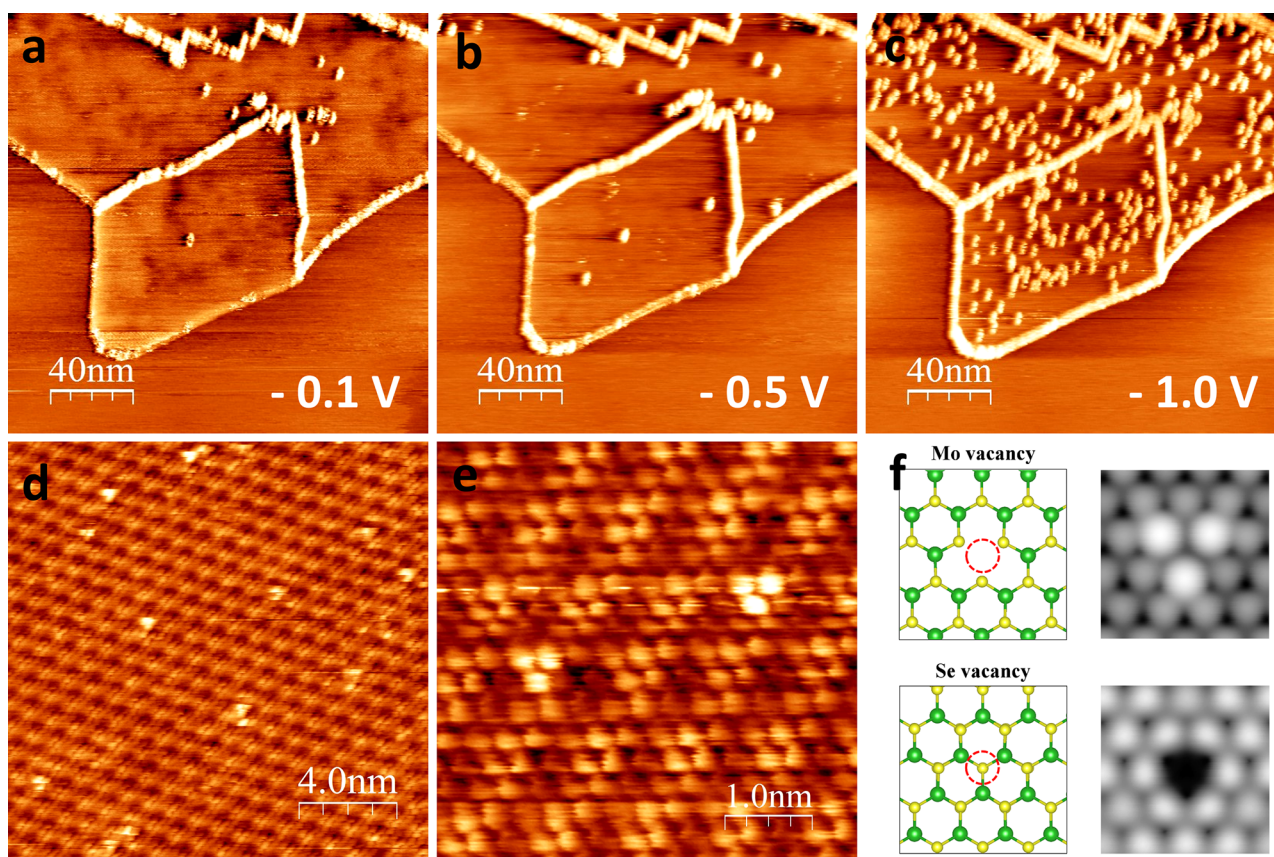 a
b
c
40nm
- 0.1 V
40nm
- 0.5 V
40nm
- 1.0 V
d
e
f
Mo vacancy
4.0nm
1.0nm
Se vacancy